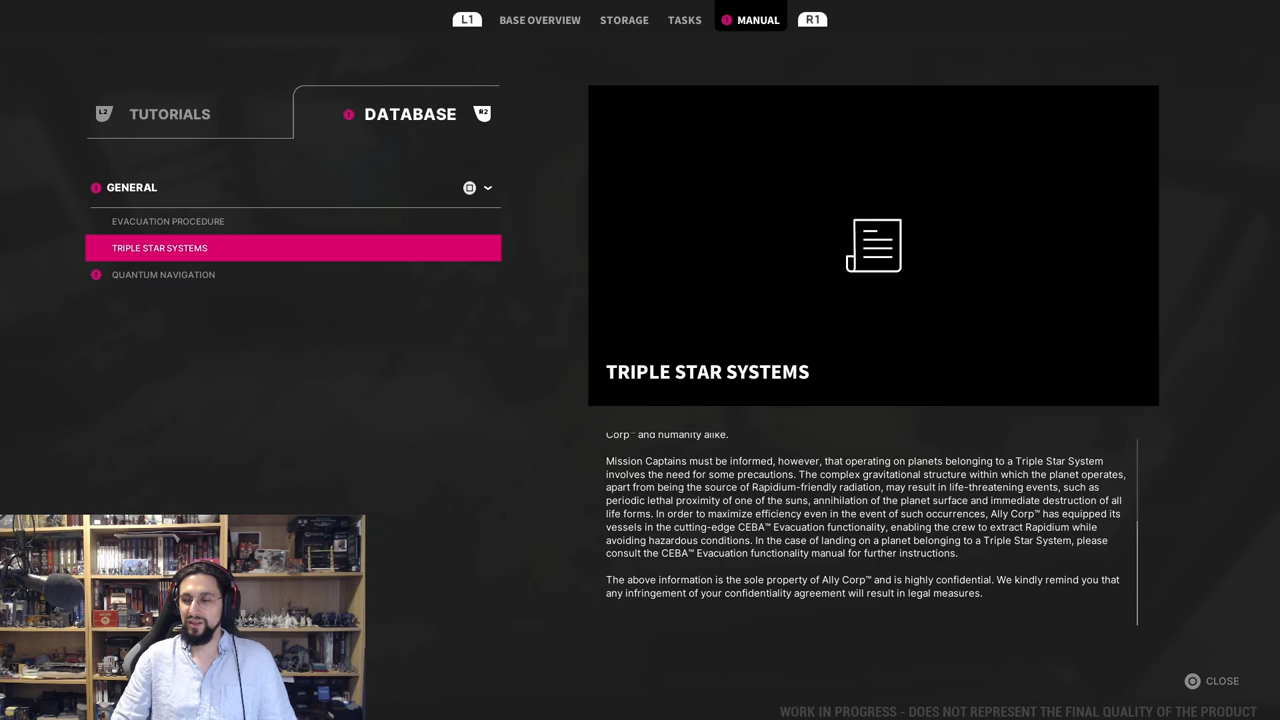 L1 BASE OVERVIEW STORAGE TASKS ! MANUAL R1
L2 TUTORIALS
! DATABASE R2
! GENERAL
EVACUATION PROCEDURE
TRIPLE STAR SYSTEMS
! QUANTUM NAVIGATION
TRIPLE STAR SYSTEMS
Corp™ and humanity alike.
Mission Captains must be informed, however, that operating on planets belonging to a Triple Star System
involves the need for some precautions. The complex gravitational structure within which the planet operates,
apart from being the source of Rapidium-friendly radiation, may result in life-threatening events, such as
periodic lethal proximity of one of the suns, annihilation of the planet surface and immediate destruction of all
life forms. In order to maximize efficiency even in the event of such occurrences, Ally Corp™ has equipped its
vessels in the cutting-edge CEBA™ Evacuation functionality, enabling the crew to extract Rapidium while
avoiding hazardous conditions. In the case of landing on a planet belonging to a Triple Star System, please
consult the CEBA™ Evacuation functionality manual for further instructions.
The above information is the sole property of Ally Corp™ and is highly confidential. We kindly remind you that
any infringement of your confidentiality agreement will result in legal measures.
CLOSE
WORK IN PROGRESS - DOES NOT REPRESENT THE FINAL QUALITY OF THE PRODUCT